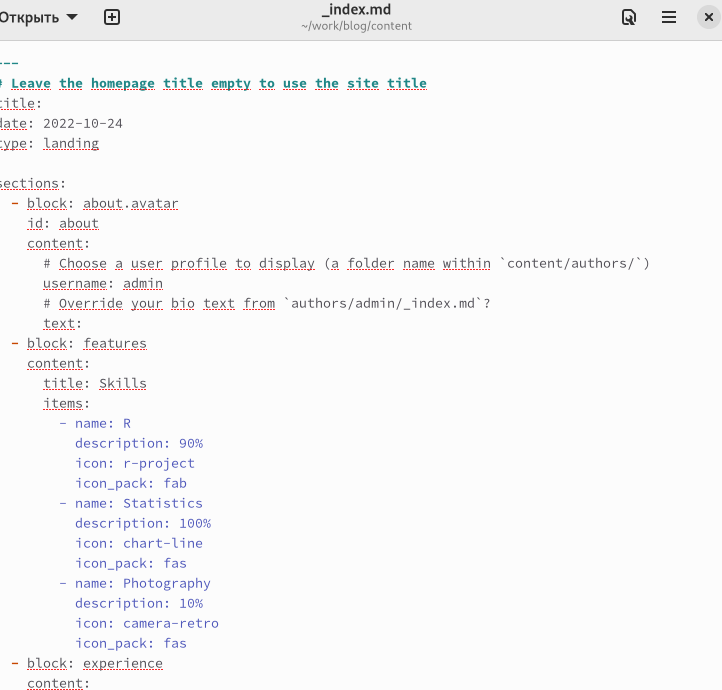 Открыть
_index.md
~/work/blog/content
---
# Leave the homepage title empty to use the site title
title:
date: 2022-10-24
type: landing
sections:
- block: about.avatar
id: about
content:
# Choose a user profile to display (a folder name within `content/authors/`)
username: admin
# Override your bio text from `authors/admin/_index.md`?
text:
- block: features
content:
title: Skills
items:
- name: R
description: 90%
icon: r-project
icon_pack: fab
- name: Statistics
description: 100%
icon: chart-line
icon_pack: fas
- name: Photography
description: 10%
icon: camera-retro
icon_pack: fas
- block: experience
content: